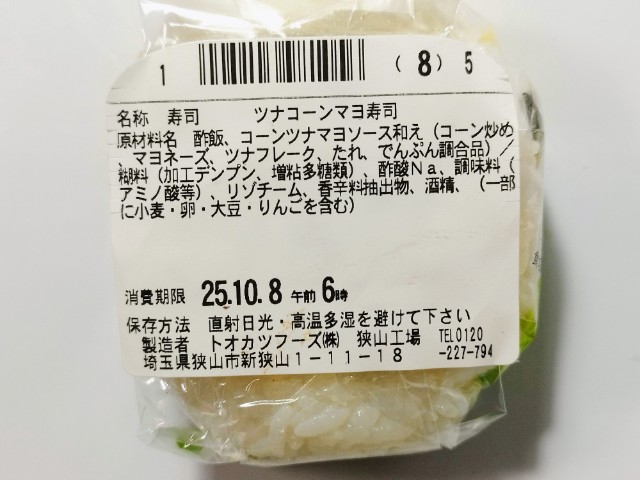 1 (8) 5
名称 寿司 ツナコーンマヨ寿司
原材料名 酢飯、コーンツナマヨソース和え(コーン炒め
、マヨネーズ、ツナフレーク、たれ、でんぷん調合品)/
糊料(加工デンプン、増粘多糖類)、酢酸Na、調味料(
アミノ酸等)、リゾチーム、香辛料抽出物、酒精、(一部
に小麦・卵・大豆・りんごを含む)
消費期限 25.10.8 午前 6時
保存方法 直射日光・高温多湿を避けて下さい
製造者 トオカツフーズ㈱ 狭山工場 TEL0120
埼玉県狭山市新狭山1-11-18 -227-794